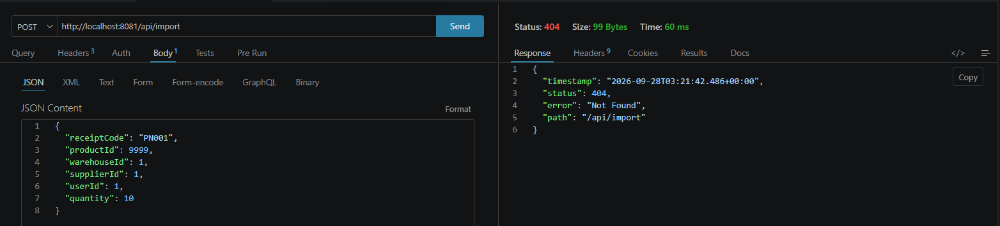 POST http://localhost:8081/api/import Send
Query Headers 3 Auth Body 1 Tests Pre Run
JSON XML Text Form Form-encode GraphQL Binary
JSON Content Format
1 {
2 "receiptCode": "PN001",
3 "productId": 9999,
4 "warehouseId": 1,
5 "supplierId": 1,
6 "userId": 1,
7 "quantity": 10
8 }
Status: 404 Size: 99 Bytes Time: 60 ms
Response Headers 9 Cookies Results Docs </>
Copy
1 {
2 "timestamp": "2026-09-28T03:21:42.486+00:00",
3 "status": 404,
4 "error": "Not Found",
5 "path": "/api/import"
6 }